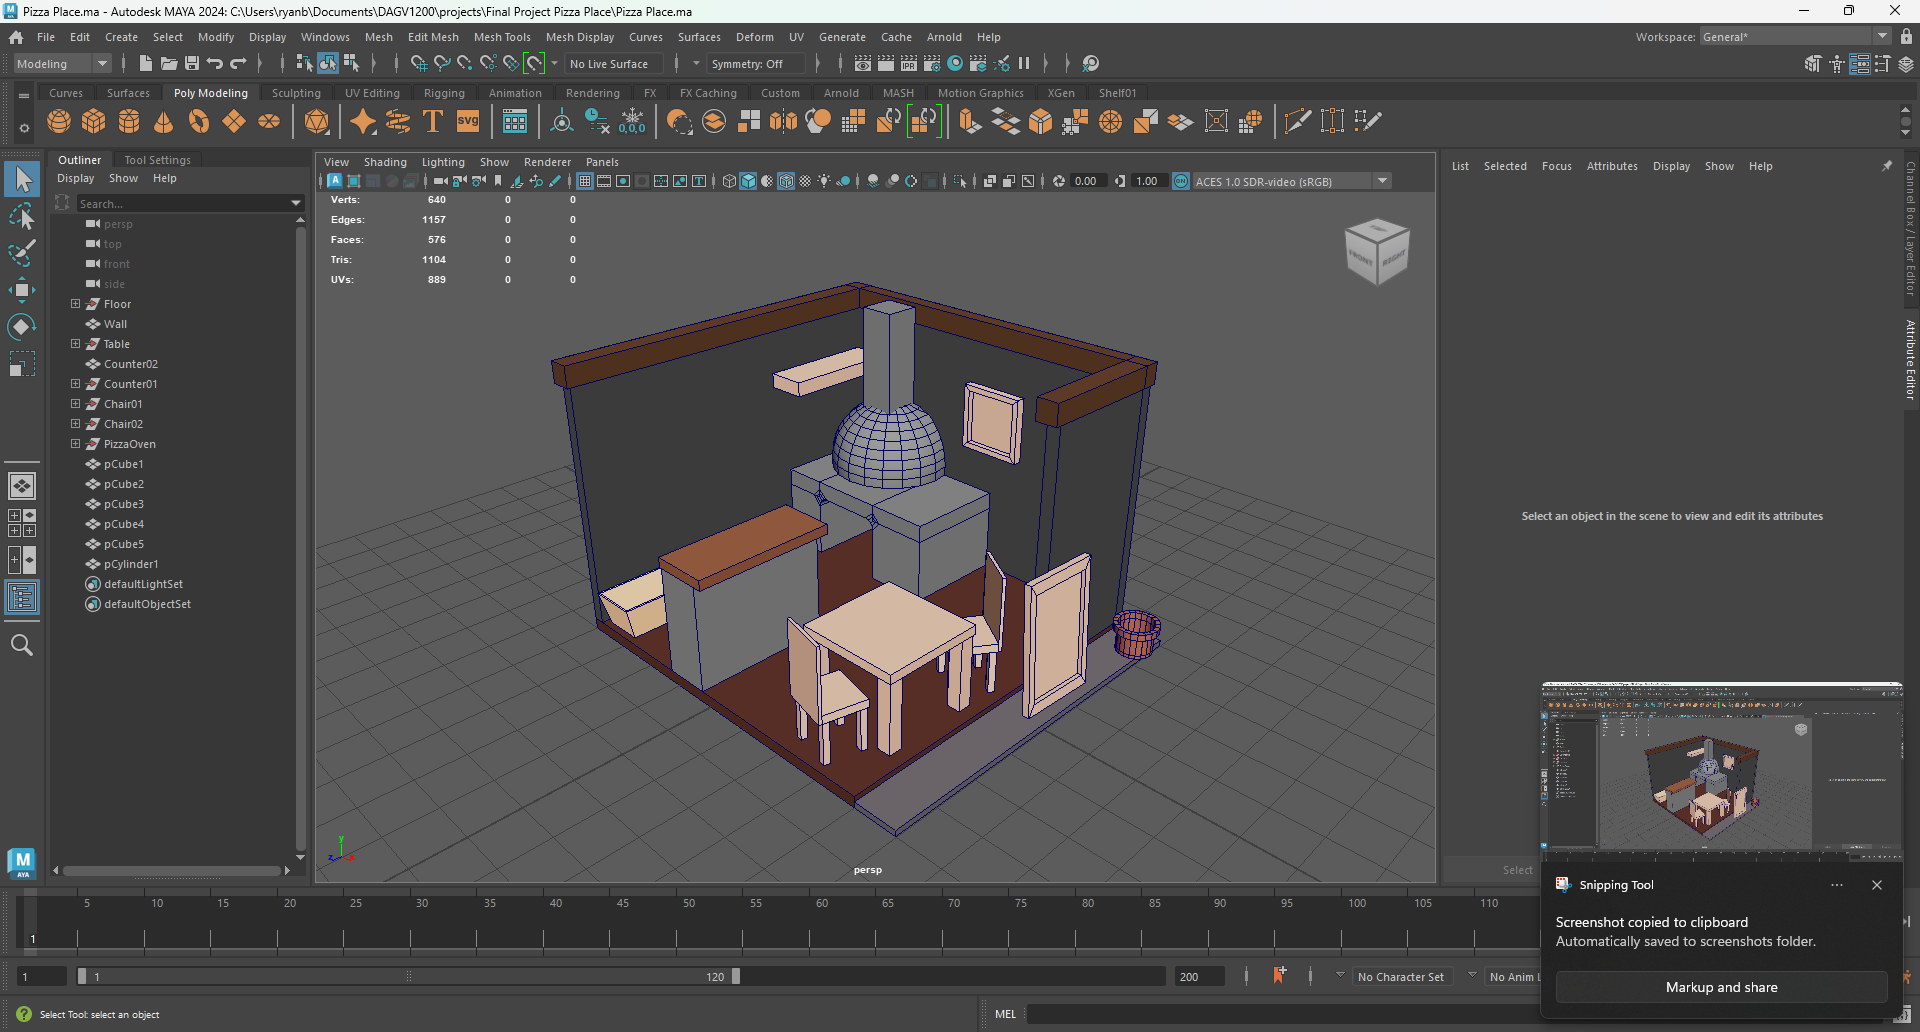 Pizza Place.ma - Autodesk MAYA 2024: C:\Users\ryanb\Documents\DAGV1200\projects\Final Project Pizza Place\Pizza Place.ma
File Edit Create Select Modify Display Windows Mesh Edit Mesh Mesh Tools Mesh Display Curves Surfaces Deform UV Generate Cache Arnold Help Workspace: General*
Modeling No Live Surface Symmetry: Off
Curves Surfaces Poly Modeling Sculpting UV Editing Rigging Animation Rendering FX FX Caching Custom Arnold MASH Motion Graphics XGen Shelf01
Outliner Tool Settings
Display Show Help
Search...
persp
top
front
side
Floor
Wall
Table
Counter02
Counter01
Chair01
Chair02
PizzaOven
pCube1
pCube2
pCube3
pCube4
pCube5
pCylinder1
defaultLightSet
defaultObjectSet
View Shading Lighting Show Renderer Panels
0.00 1.00 ACES 1.0 SDR-video (sRGB)
Verts: 640 0 0
Edges: 1157 0 0
Faces: 576 0 0
Tris: 1104 0 0
UVs: 889 0 0
FRONT RIGHT
persp
List Selected Focus Attributes Display Show Help
Select an object in the scene to view and edit its attributes
Channel Box / Layer Editor
Attribute Editor
Select
5 10 15 20 25 30 35 40 45 50 55 60 65 70 75 80 85 90 95 100 105 110
1
1 1 120 200 No Character Set No Anim L
Select Tool: select an object
MEL
Snipping Tool
Screenshot copied to clipboard
Automatically saved to screenshots folder.
Markup and share